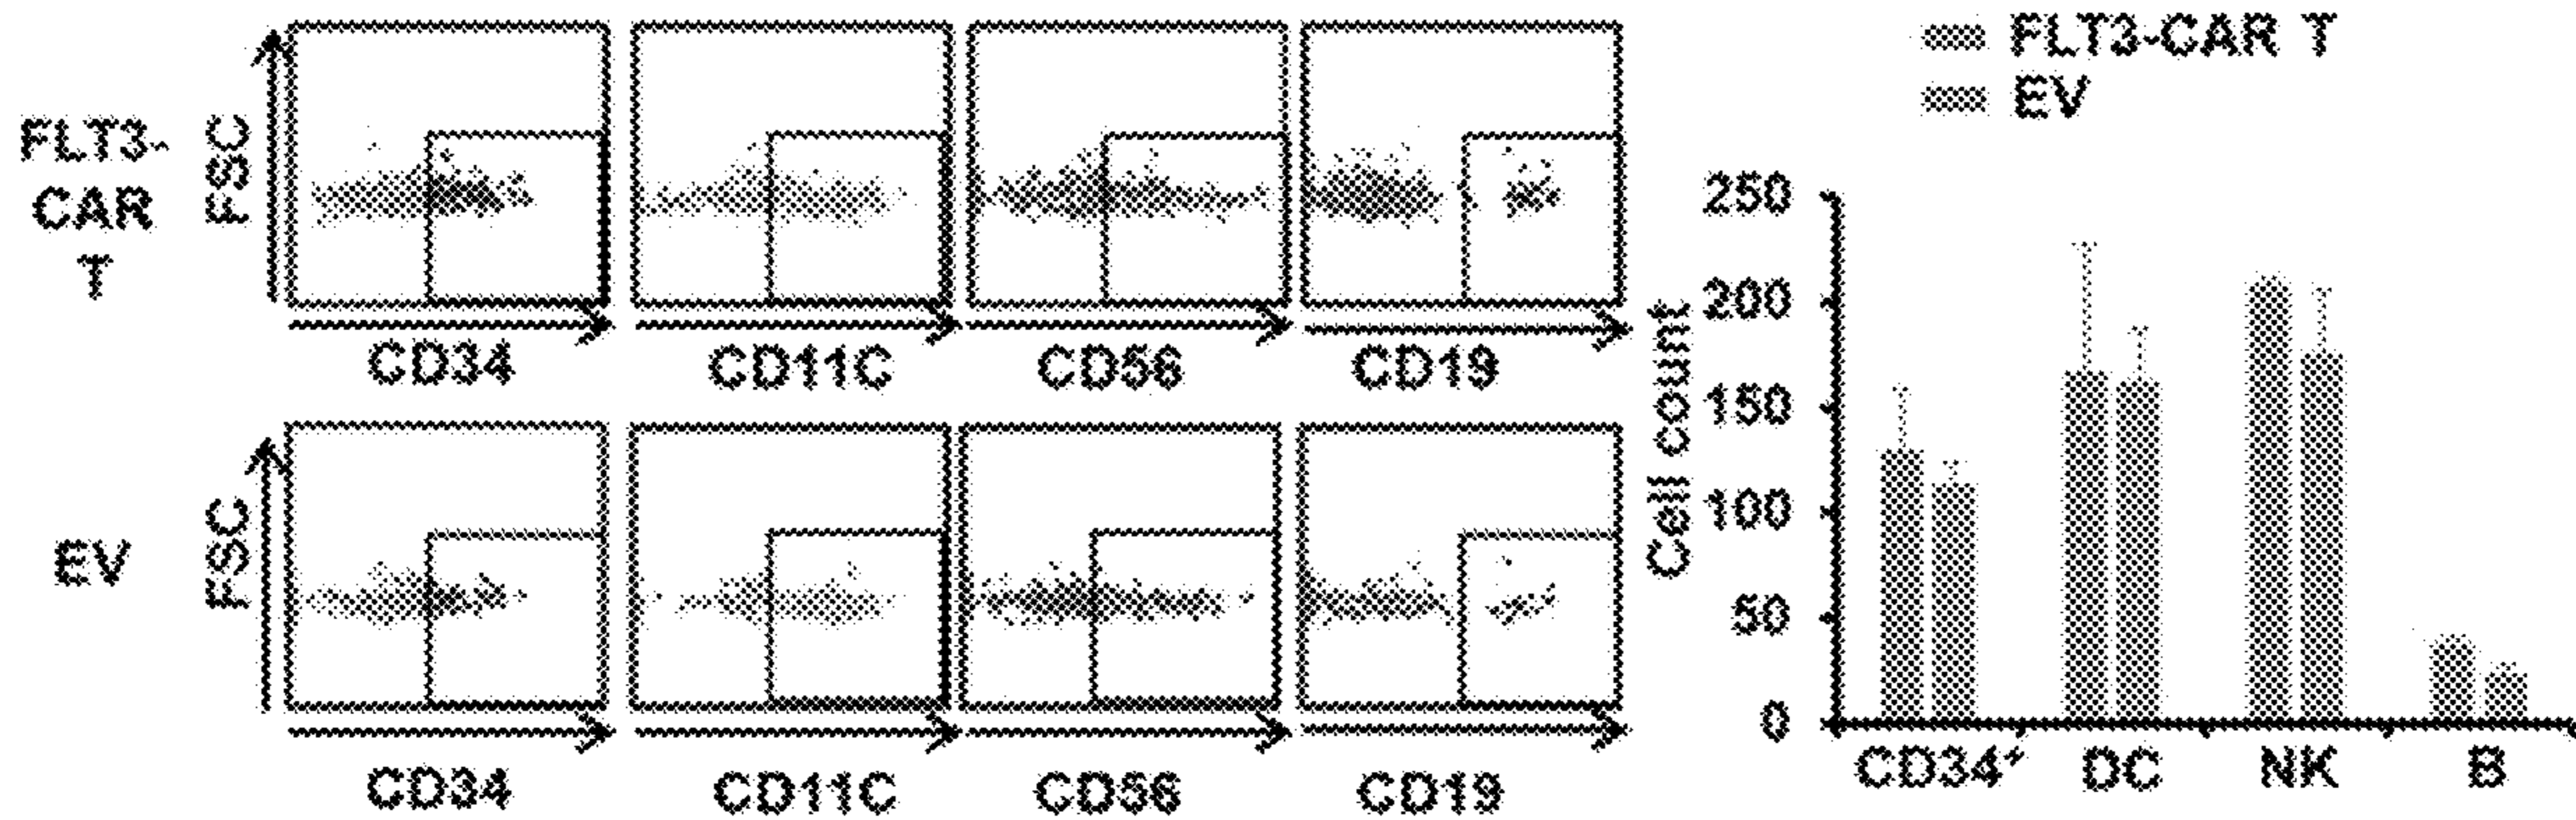 FLT3-
CAR
T
FSC
CD34
CD11C
CD56
CD19
EV
FSC
CD34
CD11C
CD56
CD19
FLT3-CAR T
EV
Cell count
250
200
150
100
50
0
CD34+
DC
NK
B